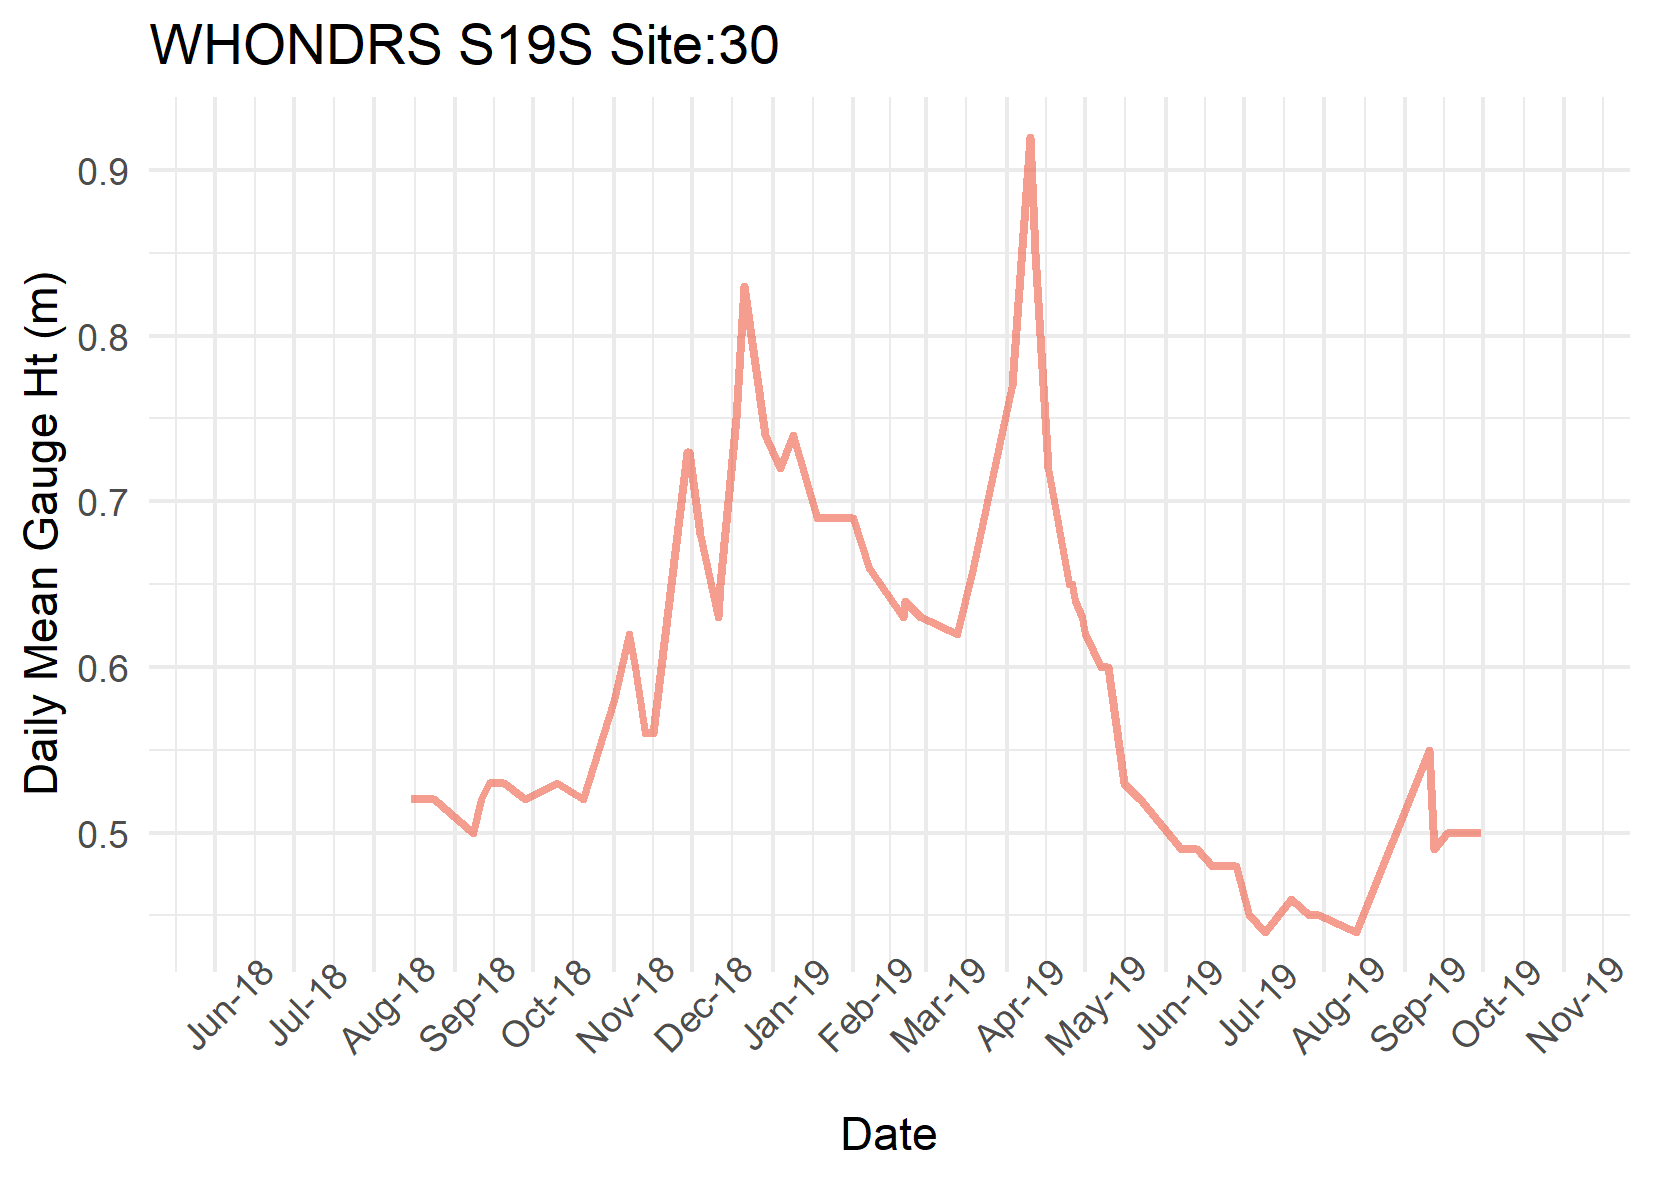 WHONDRS S19S Site:30
Daily Mean Gauge Ht (m)
0.9
0.8
0.7
0.6
0.5
Jun-18
Jul-18
Aug-18
Sep-18
Oct-18
Nov-18
Dec-18
Jan-19
Feb-19
Mar-19
Apr-19
May-19
Jun-19
Jul-19
Aug-19
Sep-19
Oct-19
Nov-19
Date